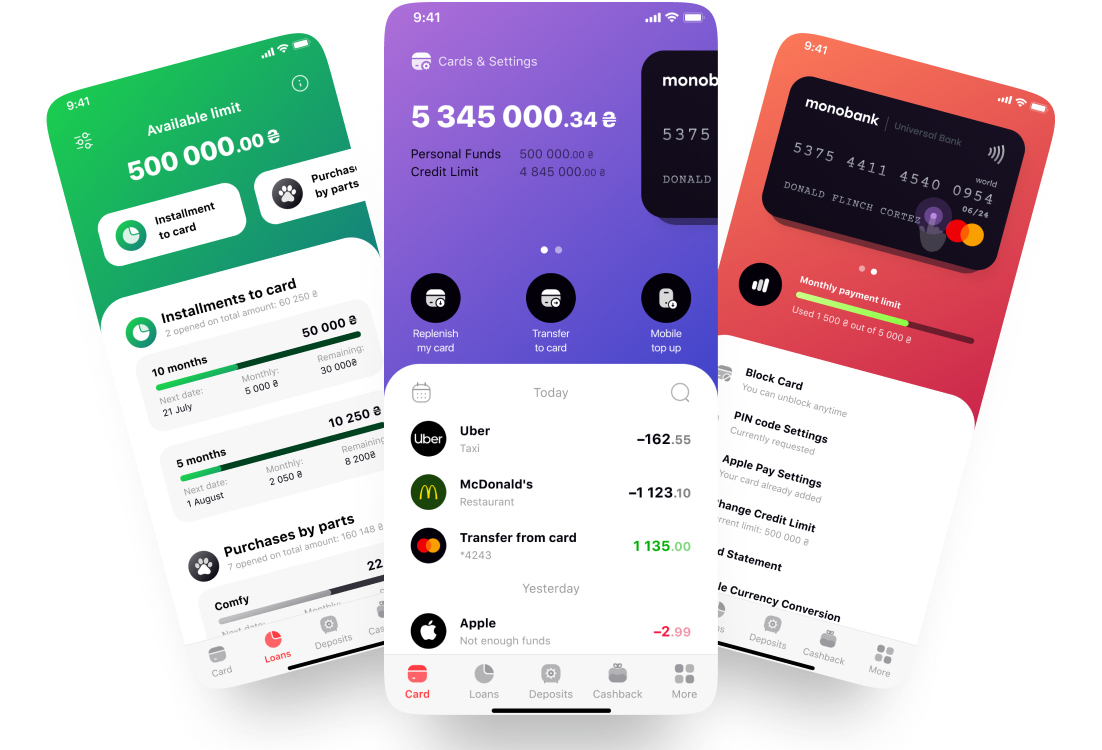 9:41
Available limit
500 000.00 ₴
Installment
to card
Purchase
by parts
Installments to card
2 opened on total amount: 60 250 ₴
10 months
50 000 ₴
Next date:
Monthly:
Remaining:
21 July
5 000 ₴
30 000₴
5 months
10 250 ₴
Next date:
Monthly:
Remaining
1 August
2 050 ₴
8 200₴
Purchases by parts
7 opened on total amount: 160 148 ₴
Comfy
22
Next date:
Monthly:
Card
Loans
Deposits
Cas
9:41
Cards & Settings
5 345 000.34 ₴
Personal Funds 500 000.00 ₴
Credit Limit 4 845 000.00 ₴
monob
5375
DONALD
Replenish
my card
Transfer
to card
Mobile
top up
Today
Uber
Uber
Taxi
−162.55
McDonald's
Restaurant
−1 123.10
Transfer from card
*4243
1 135.00
Yesterday
Apple
Not enough funds
−2.99
Card
Loans
Deposits
Cashback
More
9:41
monobank | Universal Bank
5375 4411 4540 0954
world
06/24
DONALD FLINCH CORTEZ
Monthly payment limit
Used 1 500 ₴ out of 5 000 ₴
Block Card
You can unblock anytime
PIN code Settings
Currently requested
Apple Pay Settings
Your card already added
hange Credit Limit
rrent limit: 500 000 ₴
d Statement
le Currency Conversion
ns
Deposits
Cashback
More